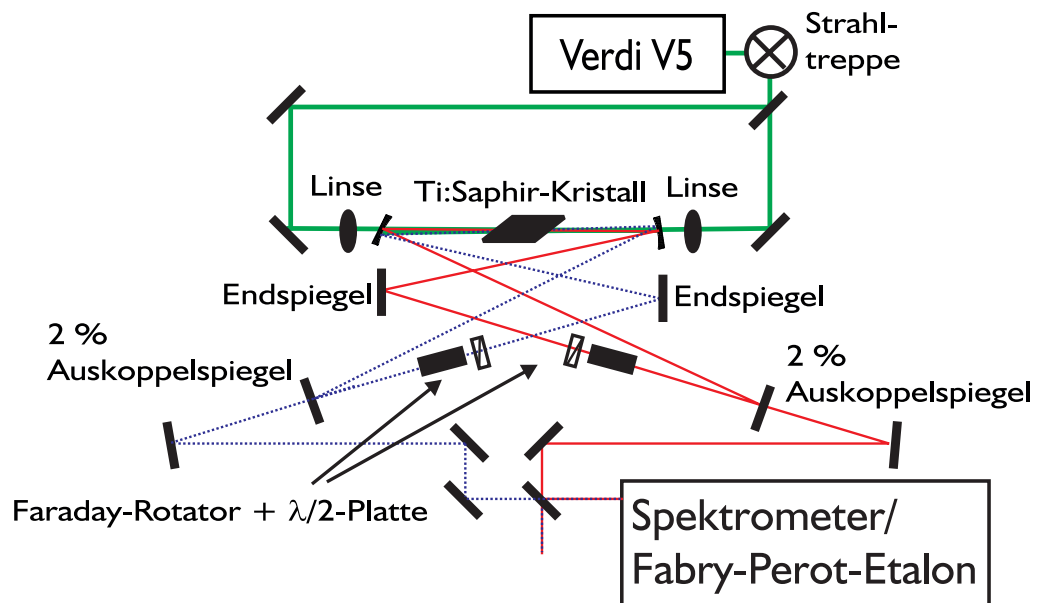 Verdi V5
Strahl-
treppe
Linse
Ti:Saphir-Kristall
Linse
Endspiegel
Endspiegel
2 %
Auskoppelspiegel
2 %
Auskoppelspiegel
Faraday-Rotator + λ/2-Platte
Spektrometer/
Fabry-Perot-Etalon